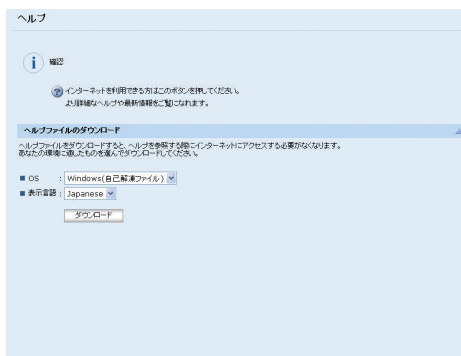 ヘルプ
確認
インターネットを利用できる方はこのボタンを押してください。
より詳細なヘルプや最新情報をご覧になれます。
ヘルプファイルのダウンロード
ヘルプファイルをダウンロードすると、ヘルプを参照する際にインターネットにアクセスする必要がなくなります。
あなたの環境に適したものを選んでダウンロードしてください。
■ OS : Windows(自己解凍ファイル)
■ 表示言語 : Japanese
ダウンロード